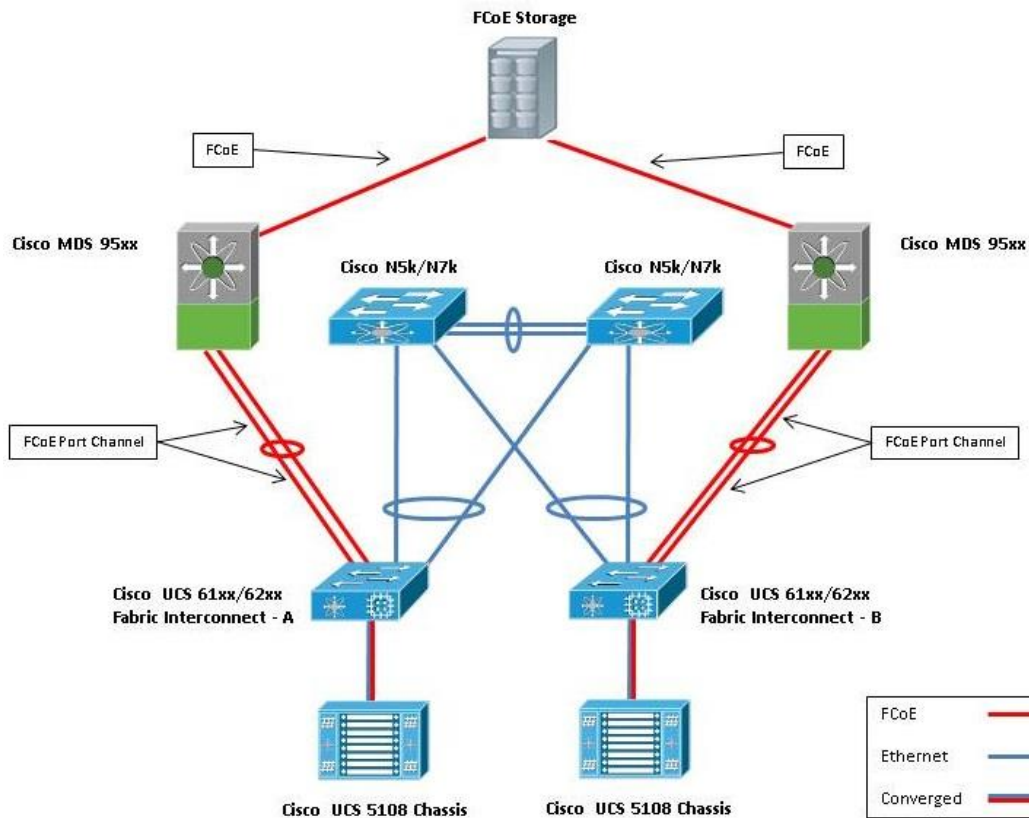 FCoE Storage
FCoE
FCoE
Cisco MDS 95xx
Cisco MDS 95xx
Cisco N5k/N7k
Cisco N5k/N7k
FCoE Port Channel
FCoE Port Channel
Cisco UCS 61xx/62xx
Fabric Interconnect - A
Cisco UCS 61xx/62xx
Fabric Interconnect - B
Cisco UCS 5108 Chassis
Cisco UCS 5108 Chassis
FCoE
Ethernet
Converged